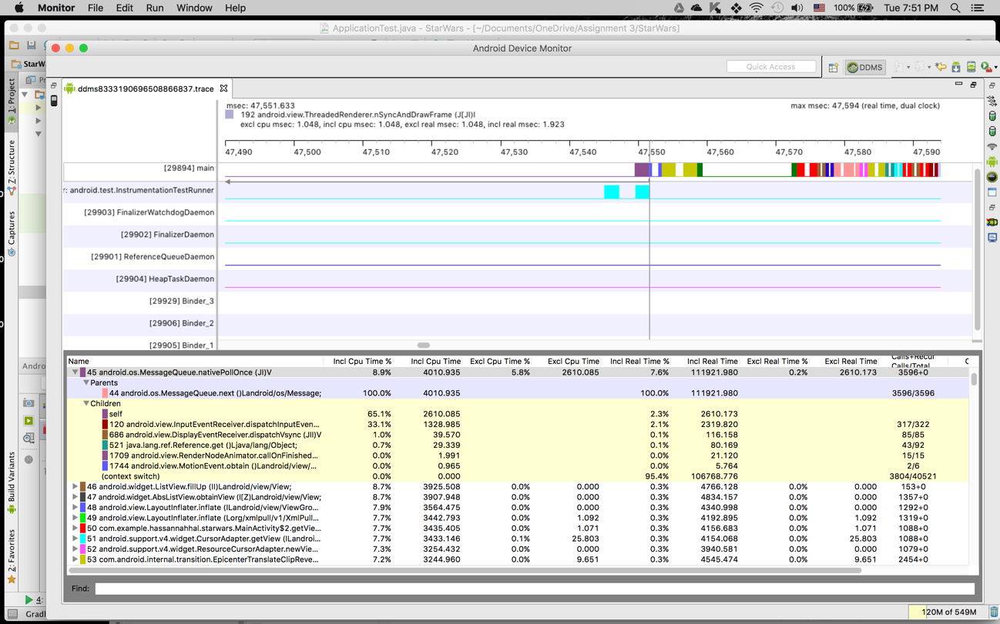 Monitor File Edit Run Window Help 100% Tue 7:51 PM
ApplicationTest.java - StarWars - [~/Documents/OneDrive/Assignment 3/StarWars]
Android Device Monitor
StarW
Quick Access DDMS
ddms8333190696508866837.trace
1: Project
Z: Structure
Captures
Build Variants
2: Favorites
msec: 47,551.633 max msec: 47,594 (real time, dual clock)
192 android.view.ThreadedRenderer.nSyncAndDrawFrame (J[JI)I
excl cpu msec: 1.048, incl cpu msec: 1.048, excl real msec: 1.048, incl real msec: 1.923
47,490 47,500 47,510 47,520 47,530 47,540 47,550 47,560 47,570 47,580 47,590
[29894] main
r: android.test.InstrumentationTestRunner
[29903] FinalizerWatchdogDaemon
[29902] FinalizerDaemon
[29901] ReferenceQueueDaemon
[29904] HeapTaskDaemon
[29929] Binder_3
[29906] Binder_2
[29905] Binder_1
Andro
Name Incl Cpu Time % Incl Cpu Time Excl Cpu Time % Excl Cpu Time Incl Real Time % Incl Real Time Excl Real Time % Excl Real Time Calls+Recur Calls/Total C
45 android.os.MessageQueue.nativePollOnce (JI)V 8.9% 4010.935 5.8% 2610.085 7.6% 111921.980 0.2% 2610.173 3596+0
Parents
44 android.os.MessageQueue.next ()Landroid/os/Message; 100.0% 4010.935 100.0% 111921.980 3596/3596
Children
self 65.1% 2610.085 2.3% 2610.173
120 android.view.InputEventReceiver.dispatchInputEven... 33.1% 1328.985 2.1% 2319.820 317/322
686 android.view.DisplayEventReceiver.dispatchVsync (JII)V 1.0% 39.570 0.1% 116.158 85/85
521 java.lang.ref.Reference.get ()Ljava/lang/Object; 0.7% 29.339 0.1% 80.169 43/92
1709 android.view.RenderNodeAnimator.callOnFinished... 0.0% 1.991 0.0% 21.120 15/15
1744 android.view.MotionEvent.obtain ()Landroid/view/... 0.0% 0.965 0.0% 5.764 2/6
(context switch) 0.0% 0.000 95.4% 106768.776 3804/40521
46 android.widget.ListView.fillUp (II)Landroid/view/View; 8.7% 3925.508 0.0% 0.000 0.3% 4766.128 0.0% 0.000 153+0
47 android.widget.AbsListView.obtainView (I[Z)Landroid/view/View; 8.7% 3907.948 0.0% 0.000 0.3% 4834.157 0.0% 0.000 1357+0
48 android.view.LayoutInflater.inflate (ILandroid/view/ViewGro... 7.9% 3564.475 0.0% 0.000 0.3% 4340.998 0.0% 0.000 1292+0
49 android.view.LayoutInflater.inflate (Lorg/xmlpull/v1/XmlPull... 7.7% 3442.793 0.0% 1.092 0.3% 4192.895 0.0% 1.092 1319+0
50 com.example.hassannahhal.starwars.MainActivity$2.getVie... 7.7% 3435.405 0.0% 1.071 0.3% 4156.683 0.0% 1.071 1088+0
51 android.support.v4.widget.CursorAdapter.getView (ILandroi... 7.7% 3433.146 0.1% 25.803 0.3% 4154.068 0.0% 25.803 1088+0
52 android.support.v4.widget.ResourceCursorAdapter.newVie... 7.3% 3254.432 0.0% 0.000 0.3% 3940.581 0.0% 0.000 1079+0
53 com.android.internal.transition.EpicenterTranslateClipReve... 7.2% 3244.960 0.0% 9.651 0.3% 4545.474 0.0% 9.651 2454+0
Find:
4:
Gradl
120M of 549M